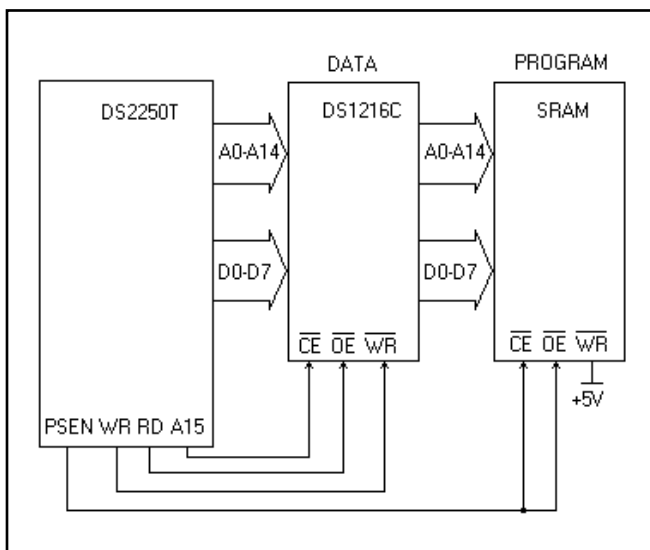 DATA PROGRAM
DS2250T DS1216C SRAM
A0-A14 A0-A14
D0-D7 D0-D7
CE OE WR CE OE WR
+5V
PSEN WR RD A15